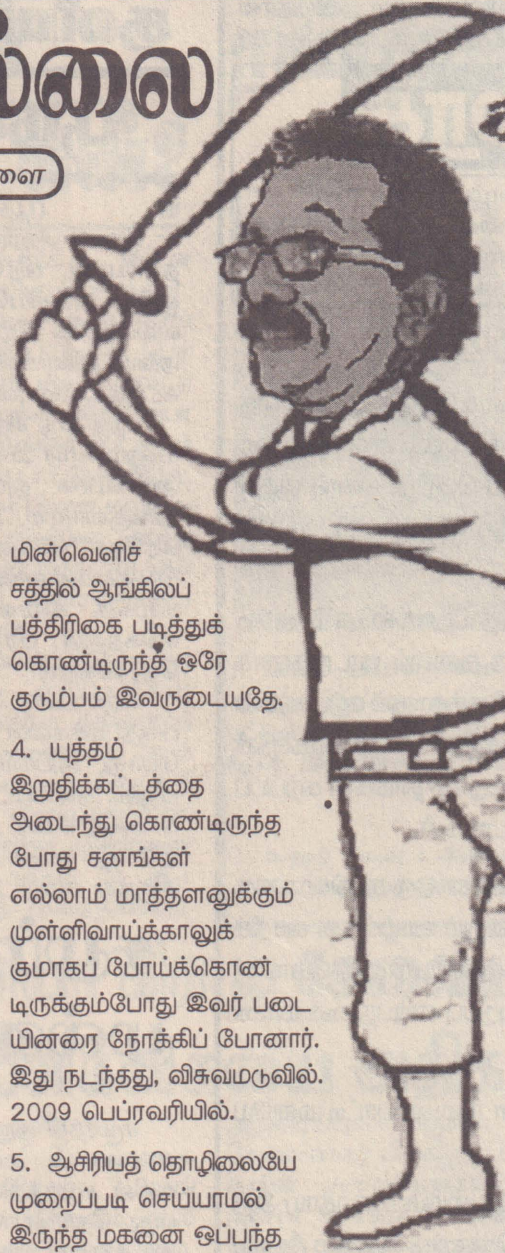 ல்லை
ளை
மின்வெளிச்
சத்தில் ஆங்கிலப்
பத்திரிகை படித்துக்
கொண்டிருந்த ஒரே
குடும்பம் இவருடையதே.
4. யுத்தம்
இறுதிக்கட்டத்தை
அடைந்து கொண்டிருந்த
போது சனங்கள்
எல்லாம் மாத்தளனுக்கும்
முள்ளிவாய்க்காலுக்
குமாகப் போய்க்கொண்
டிருக்கும்போது இவர் படை
யினரை நோக்கிப் போனார்.
இது நடந்தது, விசுவமடுவில்.
2009 பெப்ரவரியில்.
5. ஆசிரியத் தொழிலையே
முறைப்படி செய்யாமல்
இருந்த மகனை ஒப்பந்த